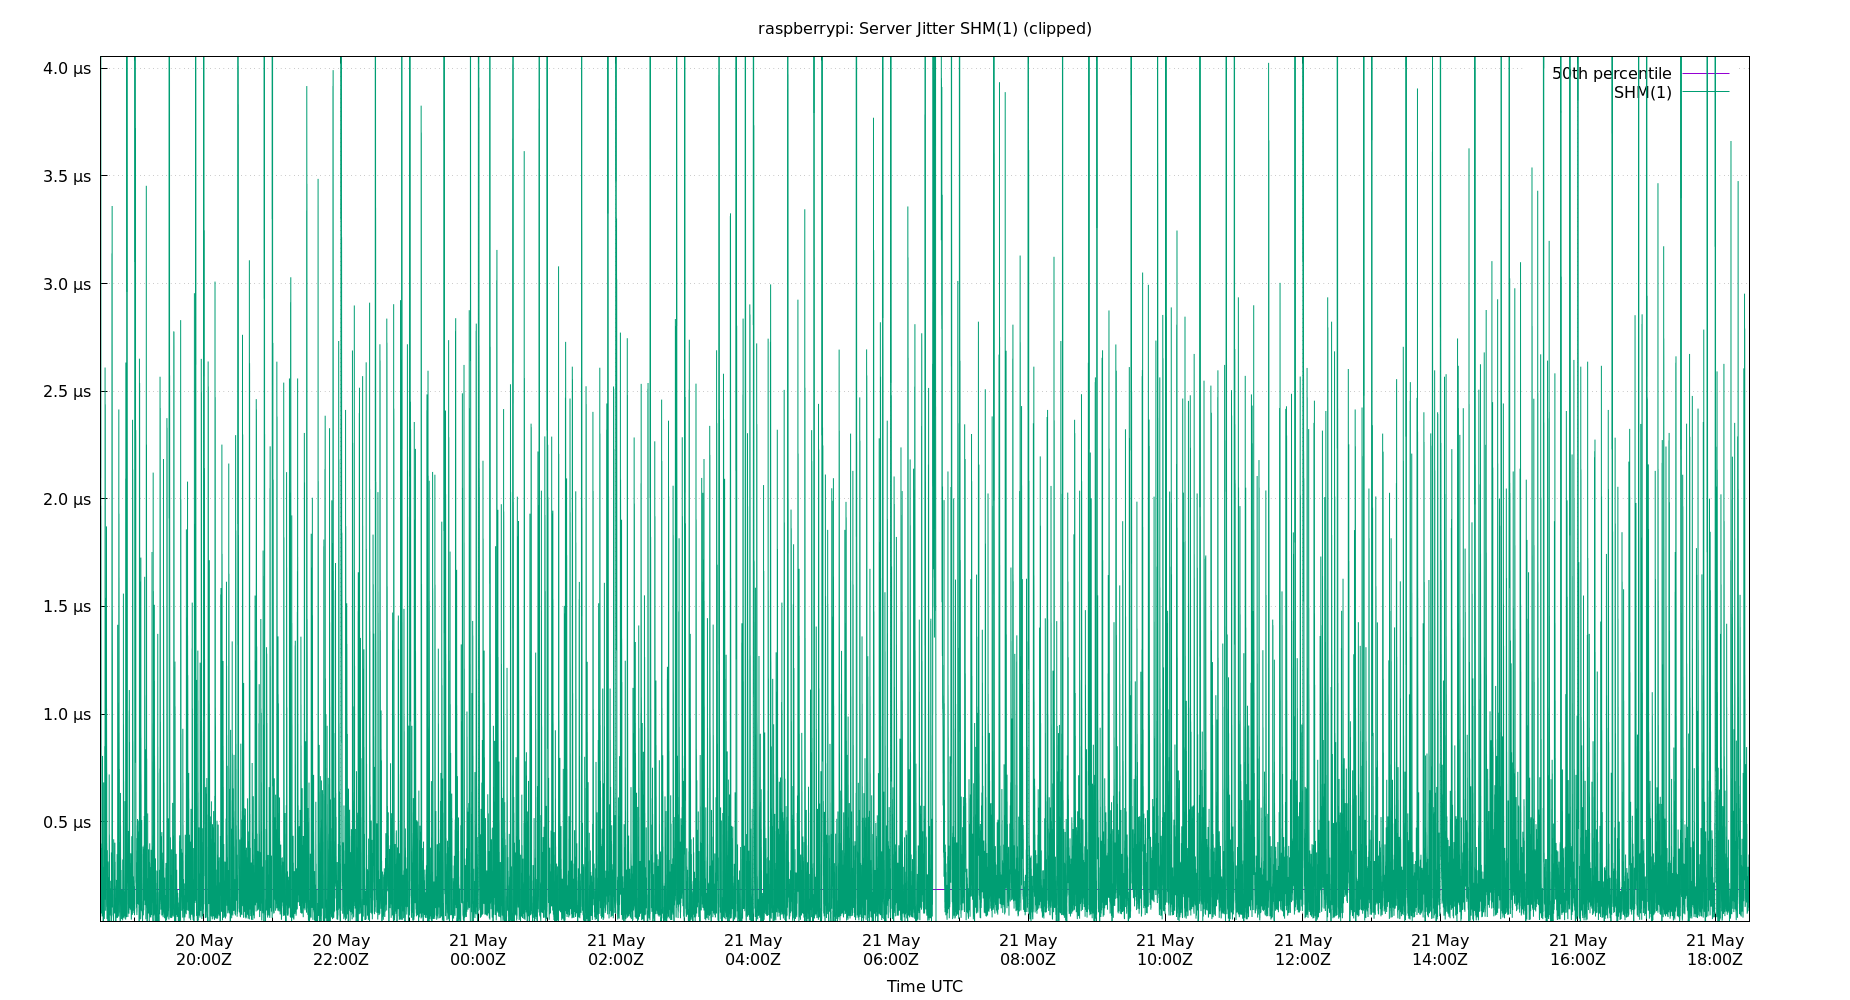 raspberrypi: Server Jitter SHM(1) (clipped)
50th percentile
SHM(1)
4.0 µs
3.5 µs
3.0 µs
2.5 µs
2.0 µs
1.5 µs
1.0 µs
0.5 µs
20 May 20 May 21 May 21 May 21 May 21 May 21 May 21 May 21 May 21 May 21 May 21 May
20:00Z 22:00Z 00:00Z 02:00Z 04:00Z 06:00Z 08:00Z 10:00Z 12:00Z 14:00Z 16:00Z 18:00Z
Time UTC